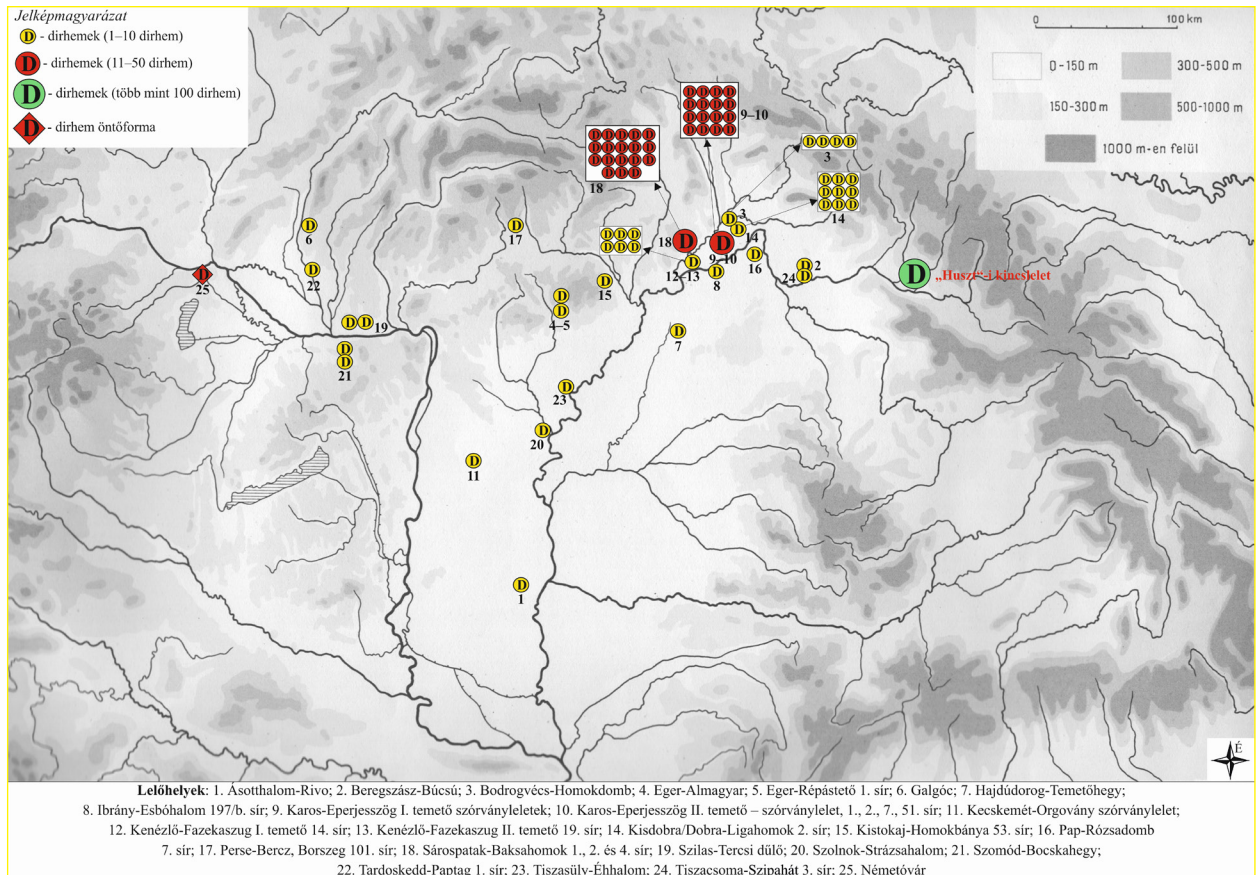 Jelképmagyarázat
D - dirhemek (1–10 dirhem)
D - dirhemek (11–50 dirhem)
D - dirhemek (több mint 100 dirhem)
D - dirhem öntőforma
0 100 km
0-150 m 300-500 m
150-300 m 500-1000 m
1000 m-en felül
9–10
3
18
14
6
17
3
14
18
9–10
16
12–13
8
2
24
„Huszt"-i kincslelet
25
22
15
4–5
19
7
21
23
20
11
1
É
Lelőhelyek: 1. Ásotthalom-Rivo; 2. Beregszász-Búcsú; 3. Bodrogvécs-Homokdomb; 4. Eger-Almagyar; 5. Eger-Répástető 1. sír; 6. Galgóc; 7. Hajdúdorog-Temetőhegy;
8. Ibrány-Esbóhalom 197/b. sír; 9. Karos-Eperjesszög I. temető szórványleletek; 10. Karos-Eperjesszög II. temető – szórványlelet, 1., 2., 7., 51. sír; 11. Kecskemét-Orgovány szórványlelet;
12. Kenézlő-Fazekaszug I. temető 14. sír; 13. Kenézlő-Fazekaszug II. temető 19. sír; 14. Kisdobra/Dobra-Ligahomok 2. sír; 15. Kistokaj-Homokbánya 53. sír; 16. Pap-Rózsadomb
7. sír; 17. Perse-Bercz, Borszeg 101. sír; 18. Sárospatak-Baksahomok 1., 2. és 4. sír; 19. Szilas-Tercsi dűlő; 20. Szolnok-Strázsahalom; 21. Szomód-Bocskahegy;
22. Tardoskedd-Paptag 1. sír; 23. Tiszasüly-Éhhalom; 24. Tiszacsoma-Szipahát 3. sír; 25. Németóvár